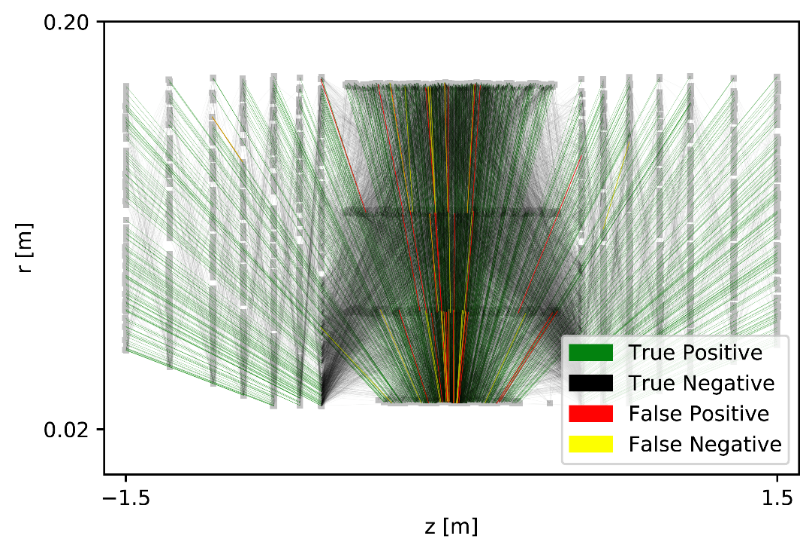 0.20
r [m]
0.02
True Positive
True Negative
False Positive
False Negative
−1.5
1.5
z [m]